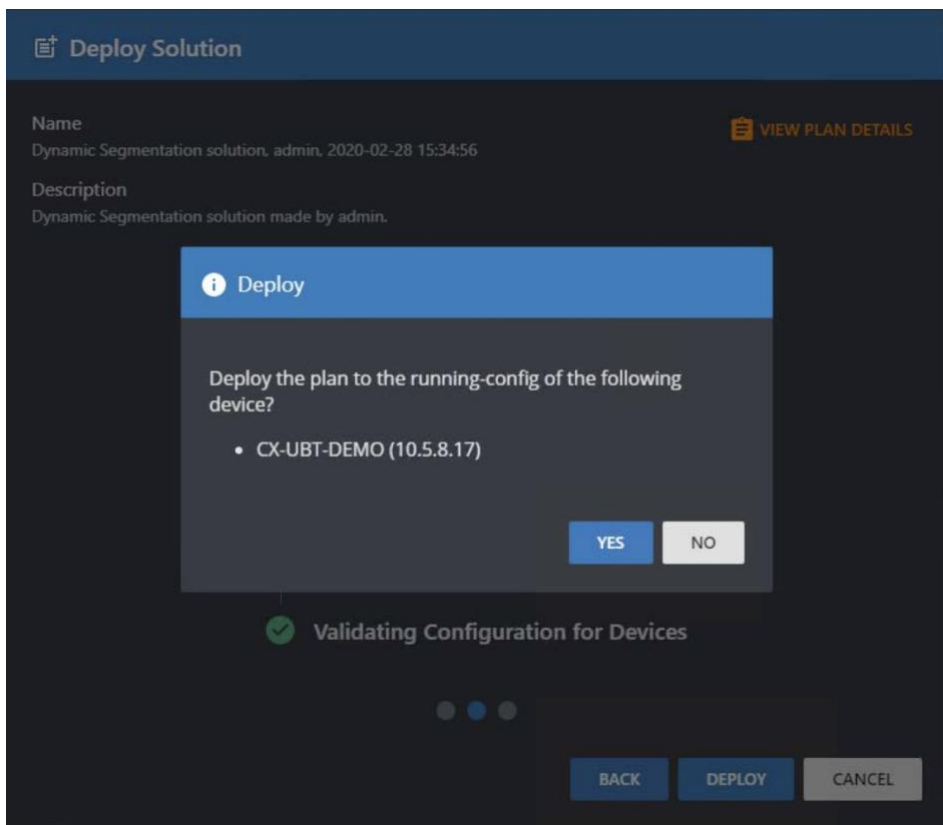 Deploy Solution
Name
VIEW PLAN DETAILS
Dynamic Segmentation solution, admin, 2020-02-28 15:34:56
Description
Dynamic Segmentation solution made by admin.
Deploy
Deploy the plan to the running-config of the following
device?
• CX-UBT-DEMO (10.5.8.17)
YES NO
Validating Configuration for Devices
BACK DEPLOY CANCEL